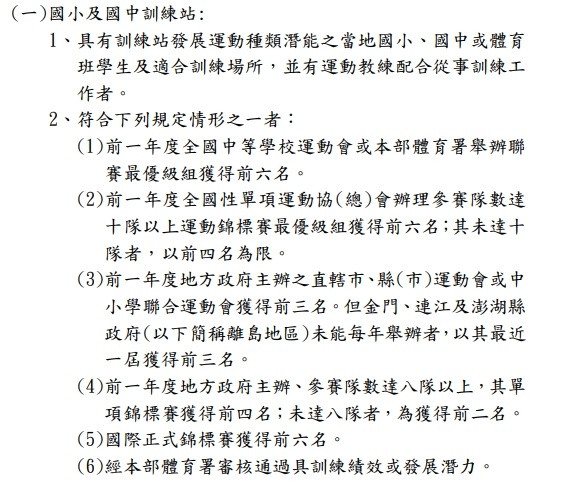 (一)國小及國中訓練站:
1、具有訓練站發展運動種類潛能之當地國小、國中或體育
班學生及適合訓練場所，並有運動教練配合從事訓練工
作者。
2、符合下列規定情形之一者：
(1)前一年度全國中等學校運動會或本部體育署舉辦聯
賽最優級組獲得前六名。
(2)前一年度全國性單項運動協(總)會辦理參賽隊數達
十隊以上運動錦標賽最優級組獲得前六名；其未達十
隊者，以前四名為限。
(3)前一年度地方政府主辦之直轄市、縣(市)運動會或中
小學聯合運動會獲得前三名。但金門、連江及澎湖縣
政府(以下簡稱離島地區)未能每年舉辦者，以其最近
一屆獲得前三名。
(4)前一年度地方政府主辦、參賽隊數達八隊以上，其單
項錦標賽獲得前四名；未達八隊者，為獲得前二名。
(5)國際正式錦標賽獲得前六名。
(6)經本部體育署審核通過具訓練績效或發展潛力。